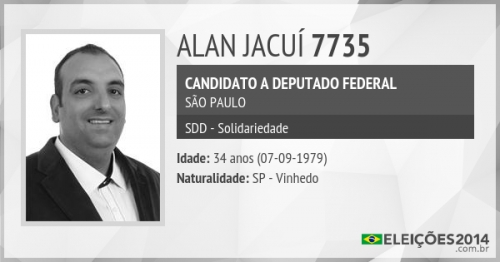 ALAN JACUÍ 7735
CANDIDATO A DEPUTADO FEDERAL
SÃO PAULO
SDD - Solidariedade
Idade: 34 anos (07-09-1979)
Naturalidade: SP - Vinhedo
ELEIÇÕES2014
.com.br